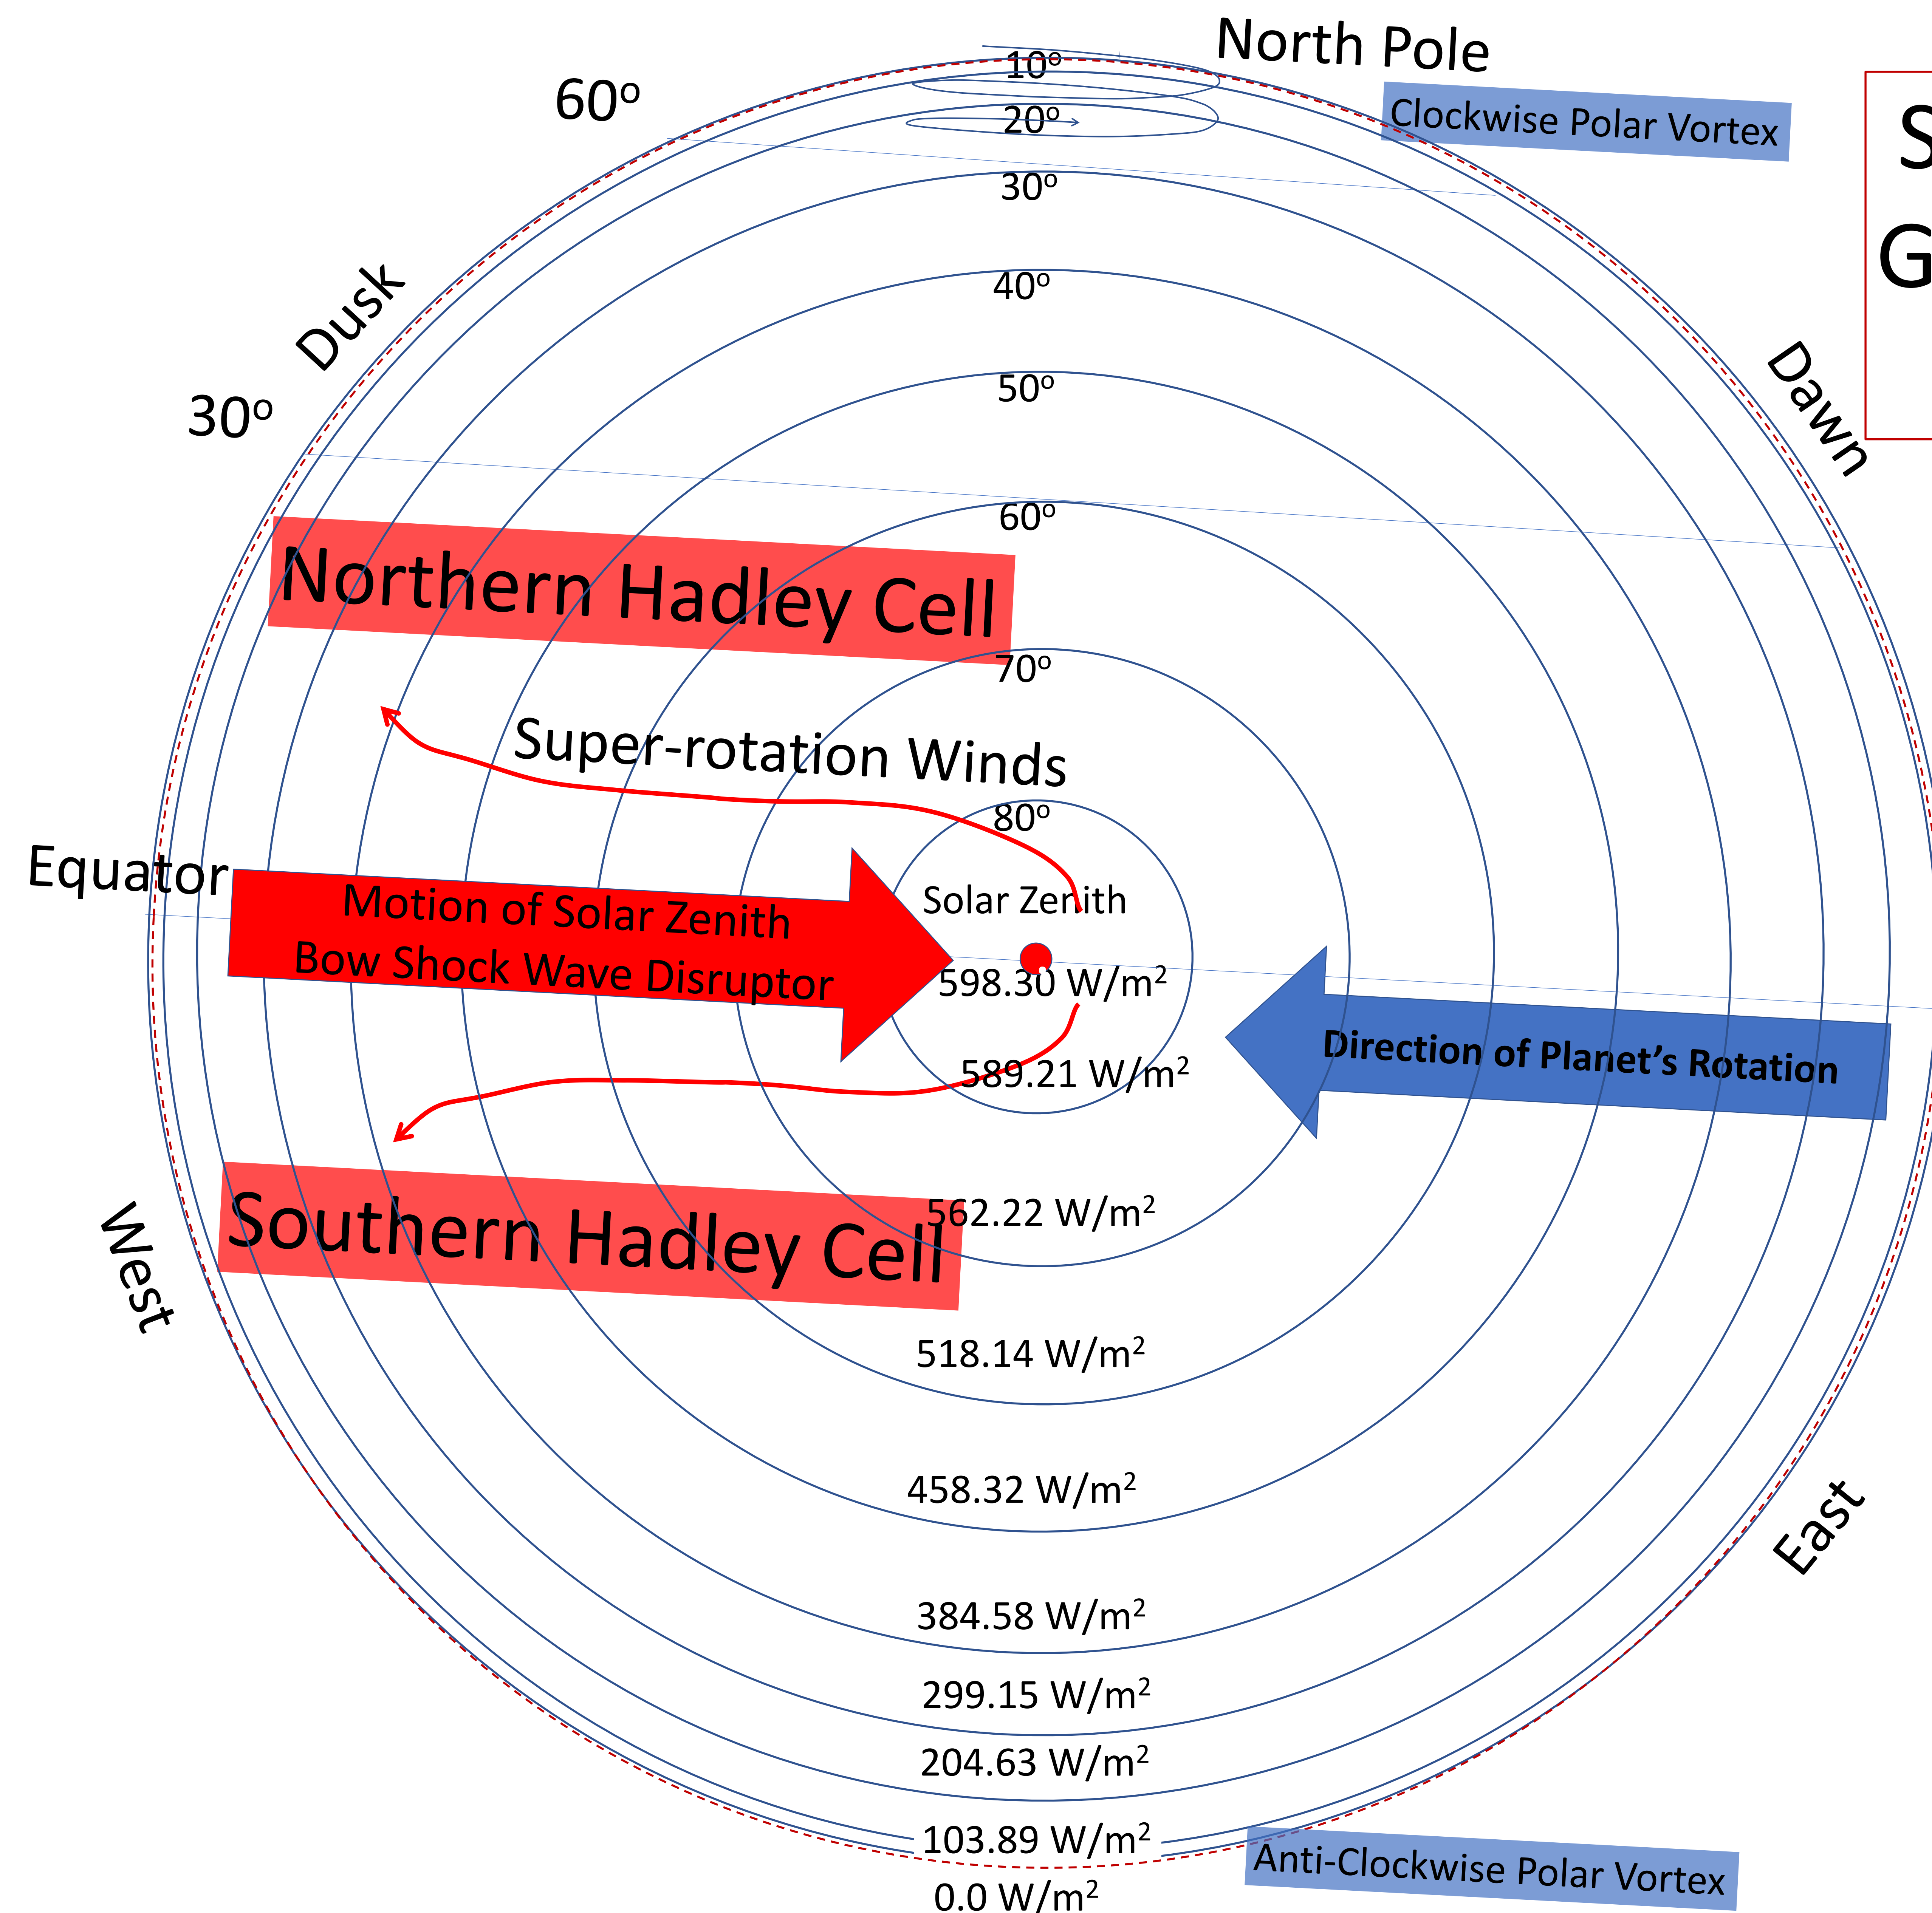 North Pole
10º
60º
Clockwise Polar Vortex
S
20º
30º
G
40º
Dusk
Dawn
50º
30º
60º
Northern Hadley Cell
70º
Super-rotation Winds
80º
Equator
Motion of Solar Zenith
Bow Shock Wave Disruptor
Solar Zenith
598.30 W/m²
Direction of Planet's Rotation
589.21 W/m²
562.22 W/m²
Southern Hadley Cell
West
518.14 W/m²
458.32 W/m²
East
384.58 W/m²
299.15 W/m²
204.63 W/m²
103.89 W/m²
Anti-Clockwise Polar Vortex
0.0 W/m²